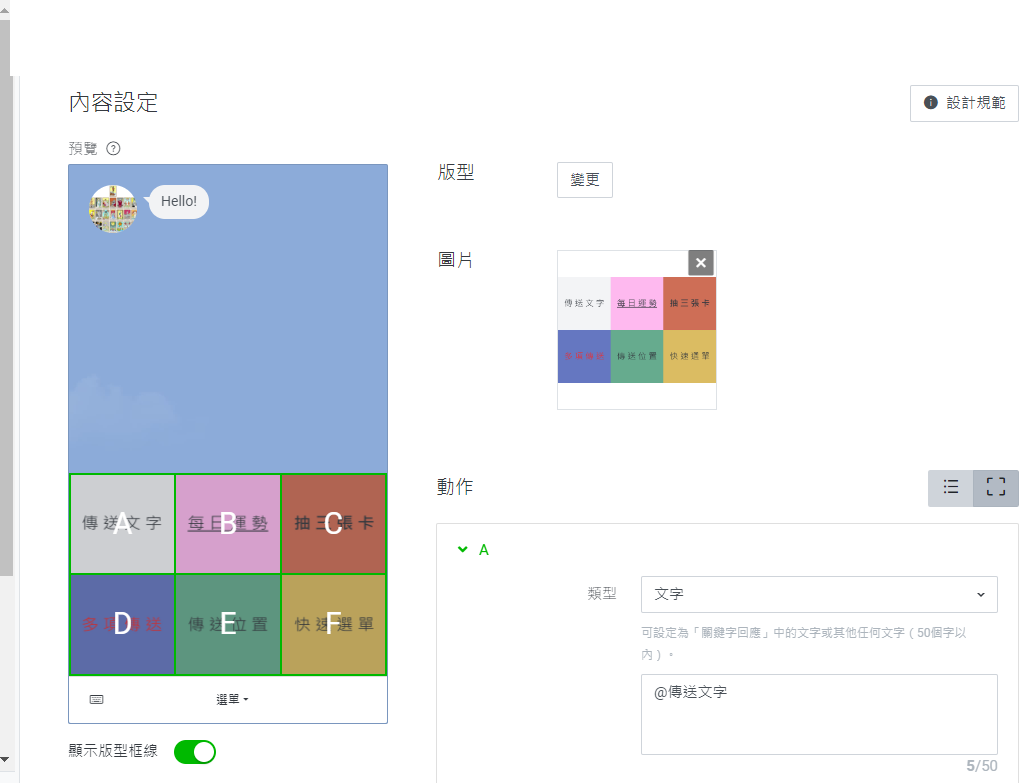 內容設定
設計規範
預覽
Hello!
版型
變更
圖片
傳送文字 每日運勢 抽三張卡
多項傳送 傳送位置 快速選單
動作
傳送文字 A 每日運勢 B 抽三張卡 C
多項傳送 D 傳送位置 E 快速選單 F
A
類型
文字
可設定為「關鍵字回應」中的文字或其他任何文字（50個字以
內）。
@傳送文字
5/50
選單
顯示版型框線